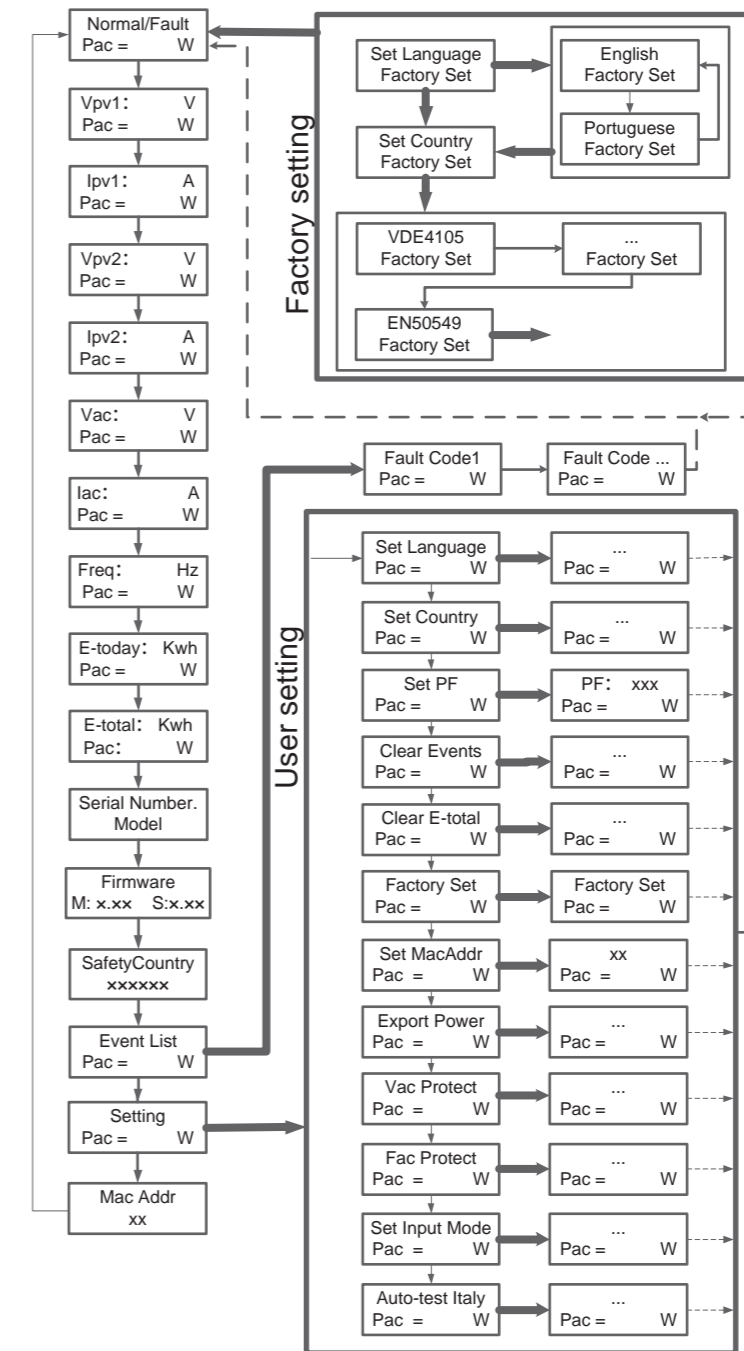 Normal/Fault
Pac = W
Vpv1: V
Pac = W
Ipv1: A
Pac = W
Vpv2: V
Pac = W
Ipv2: A
Pac = W
Vac: V
Pac = W
Iac: A
Pac = W
Freq: Hz
Pac = W
E-today: Kwh
Pac = W
E-total: Kwh
Pac: W
Serial Number.
Model
Firmware
M: x.xx S:x.xx
SafetyCountry
xxxxxx
Event List
Pac = W
Setting
Pac = W
Mac Addr
xx
Factory setting
Set Language
Factory Set
English
Factory Set
Portuguese
Factory Set
Set Country
Factory Set
VDE4105
Factory Set
...
Factory Set
EN50549
Factory Set
Fault Code1
Pac = W
Fault Code ...
Pac = W
User setting
Set Language
Pac = W
...
Pac = W
Set Country
Pac = W
...
Pac = W
Set PF
Pac = W
PF: xxx
Pac = W
Clear Events
Pac = W
...
Pac = W
Clear E-total
Pac = W
...
Pac = W
Factory Set
Pac = W
Factory Set
Pac = W
Set MacAddr
Pac = W
xx
Pac = W
Export Power
Pac = W
...
Pac = W
Vac Protect
Pac = W
...
Pac = W
Fac Protect
Pac = W
...
Pac = W
Set Input Mode
Pac = W
...
Pac = W
Auto-test Italy
Pac = W
...
Pac = W